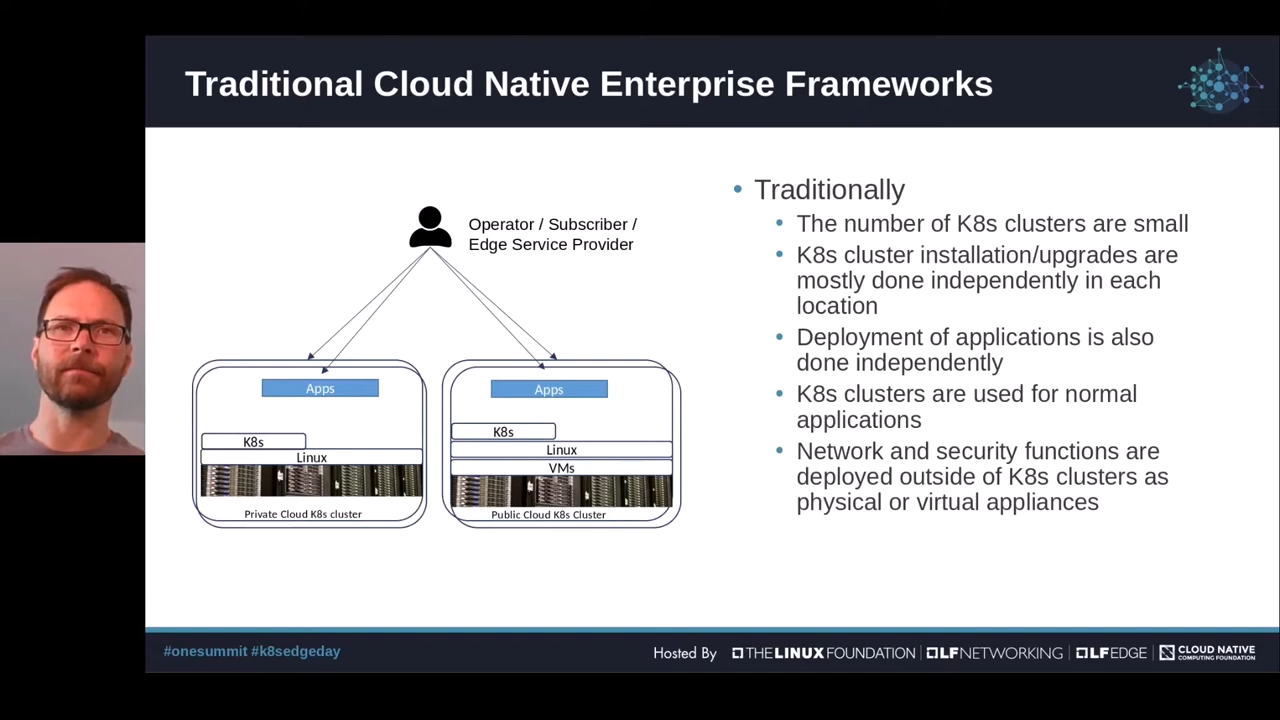 Traditional Cloud Native Enterprise Frameworks
Operator / Subscriber /
Edge Service Provider
Apps
K8s
Linux
Private Cloud K8s cluster
Apps
K8s
Linux
VMs
Public Cloud K8s Cluster
• Traditionally
• The number of K8s clusters are small
• K8s cluster installation/upgrades are
mostly done independently in each
location
• Deployment of applications is also
done independently
• K8s clusters are used for normal
applications
• Network and security functions are
deployed outside of K8s clusters as
physical or virtual appliances
#onesummit #k8sedgeday
Hosted By
THE LINUX FOUNDATION
LFNETWORKING
LFEDGE
CLOUD NATIVE
COMPUTING FOUNDATION